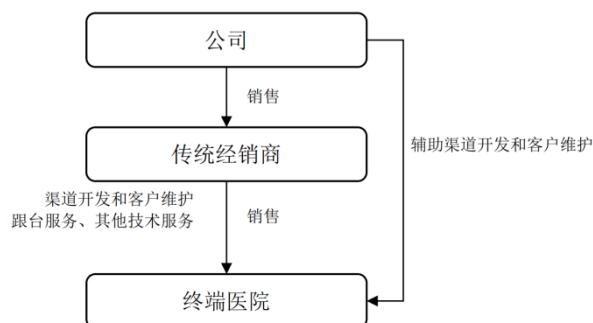 公司
销售
辅助渠道开发和客户维护
传统经销商
渠道开发和客户维护
跟台服务、其他技术服务
销售
终端医院